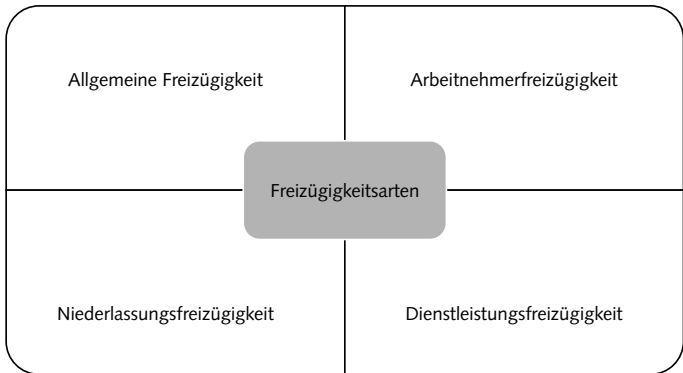 Allgemeine Freizügigkeit
Arbeitnehmerfreizügigkeit
Freizügigkeitsarten
Niederlassungsfreizügigkeit
Dienstleistungsfreizügigkeit